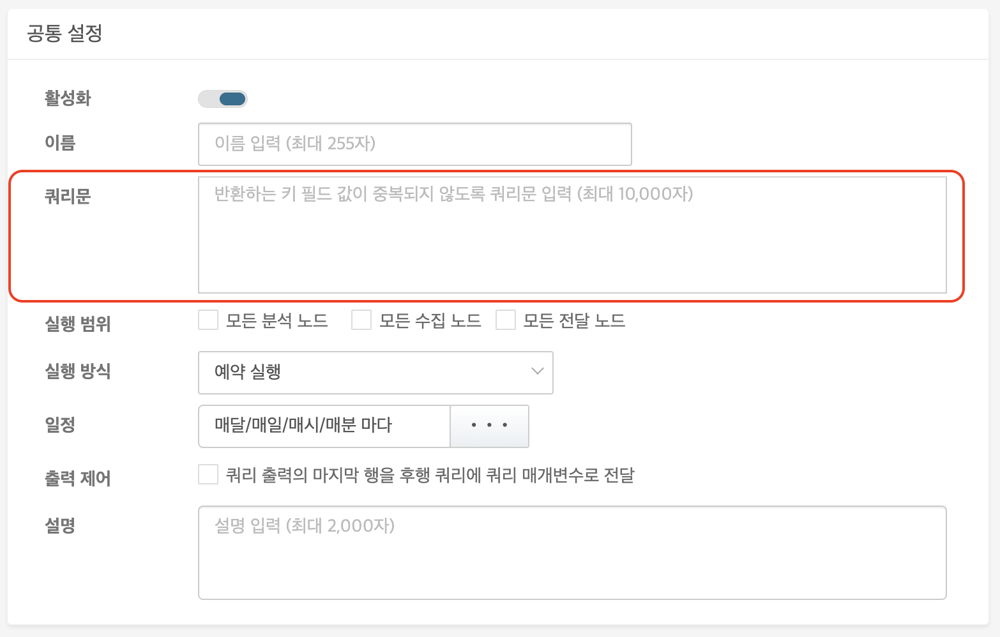 공통 설정
활성화
이름
이름 입력 (최대 255자)
쿼리문
반환하는 키 필드 값이 중복되지 않도록 쿼리문 입력 (최대 10,000자)
실행 범위
모든 분석 노드 모든 수집 노드 모든 전달 노드
실행 방식
예약 실행
일정
매달/매일/매시/매분 마다
출력 제어
쿼리 출력의 마지막 행을 후행 쿼리에 쿼리 매개변수로 전달
설명
설명 입력 (최대 2,000자)